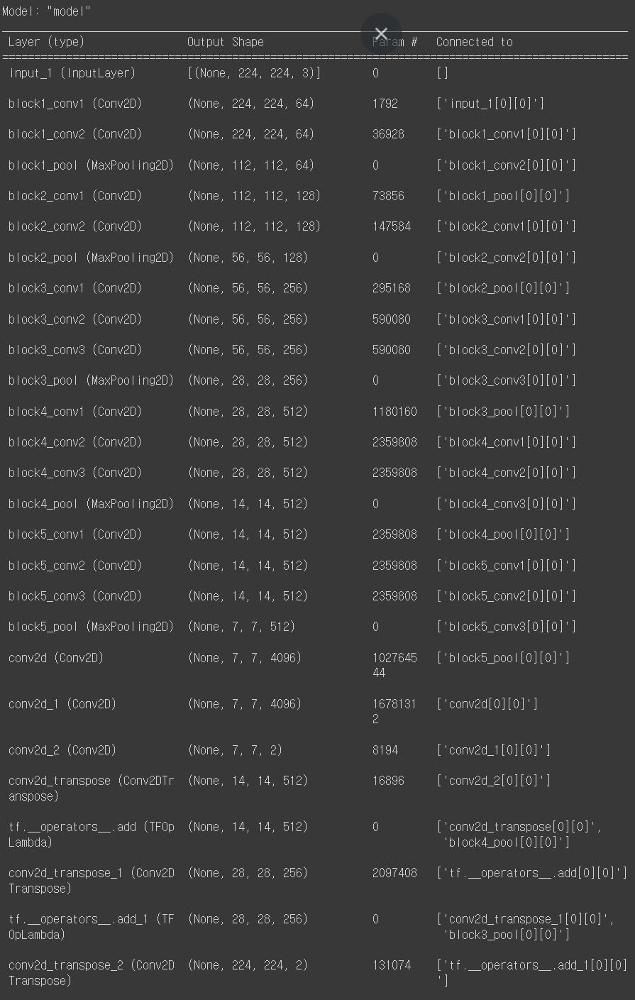 Model: "model"
Layer (type) Output Shape Param # Connected to
input_1 (InputLayer) [(None, 224, 224, 3)] 0 []
block1_conv1 (Conv2D) (None, 224, 224, 64) 1792 ['input_1[0][0]']
block1_conv2 (Conv2D) (None, 224, 224, 64) 36928 ['block1_conv1[0][0]']
block1_pool (MaxPooling2D) (None, 112, 112, 64) 0 ['block1_conv2[0][0]']
block2_conv1 (Conv2D) (None, 112, 112, 128) 73856 ['block1_pool[0][0]']
block2_conv2 (Conv2D) (None, 112, 112, 128) 147584 ['block2_conv1[0][0]']
block2_pool (MaxPooling2D) (None, 56, 56, 128) 0 ['block2_conv2[0][0]']
block3_conv1 (Conv2D) (None, 56, 56, 256) 295168 ['block2_pool[0][0]']
block3_conv2 (Conv2D) (None, 56, 56, 256) 590080 ['block3_conv1[0][0]']
block3_conv3 (Conv2D) (None, 56, 56, 256) 590080 ['block3_conv2[0][0]']
block3_pool (MaxPooling2D) (None, 28, 28, 256) 0 ['block3_conv3[0][0]']
block4_conv1 (Conv2D) (None, 28, 28, 512) 1180160 ['block3_pool[0][0]']
block4_conv2 (Conv2D) (None, 28, 28, 512) 2359808 ['block4_conv1[0][0]']
block4_conv3 (Conv2D) (None, 28, 28, 512) 2359808 ['block4_conv2[0][0]']
block4_pool (MaxPooling2D) (None, 14, 14, 512) 0 ['block4_conv3[0][0]']
block5_conv1 (Conv2D) (None, 14, 14, 512) 2359808 ['block4_pool[0][0]']
block5_conv2 (Conv2D) (None, 14, 14, 512) 2359808 ['block5_conv1[0][0]']
block5_conv3 (Conv2D) (None, 14, 14, 512) 2359808 ['block5_conv2[0][0]']
block5_pool (MaxPooling2D) (None, 7, 7, 512) 0 ['block5_conv3[0][0]']
conv2d (Conv2D) (None, 7, 7, 4096) 1027645 ['block5_pool[0][0]']
44
conv2d_1 (Conv2D) (None, 7, 7, 4096) 1678131 ['conv2d[0][0]']
2
conv2d_2 (Conv2D) (None, 7, 7, 2) 8194 ['conv2d_1[0][0]']
conv2d_transpose (Conv2DTr (None, 14, 14, 512) 16896 ['conv2d_2[0][0]']
anspose)
tf.__operators__.add (TFOp (None, 14, 14, 512) 0 ['conv2d_transpose[0][0]',
Lambda) 'block4_pool[0][0]']
conv2d_transpose_1 (Conv2D (None, 28, 28, 256) 2097408 ['tf.__operators__.add[0][0]']
Transpose)
tf.__operators__.add_1 (TF (None, 28, 28, 256) 0 ['conv2d_transpose_1[0][0]',
OpLambda) 'block3_pool[0][0]']
conv2d_transpose_2 (Conv2D (None, 224, 224, 2) 131074 ['tf.__operators__.add_1[0][0]
Transpose) ']